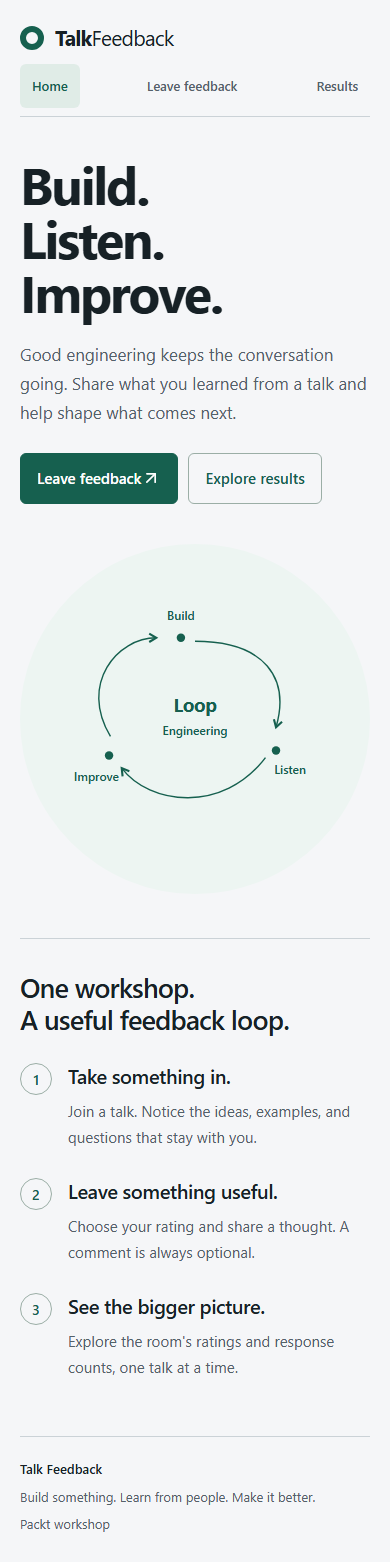 TalkFeedback
Home Leave feedback Results
Build.
Listen.
Improve.
Good engineering keeps the conversation
going. Share what you learned from a talk and
help shape what comes next.
Leave feedback Explore results
Build
Loop
Engineering
Listen
Improve
One workshop.
A useful feedback loop.
1 Take something in.
Join a talk. Notice the ideas, examples, and
questions that stay with you.
2 Leave something useful.
Choose your rating and share a thought. A
comment is always optional.
3 See the bigger picture.
Explore the room's ratings and response
counts, one talk at a time.
Talk Feedback
Build something. Learn from people. Make it better.
Packt workshop